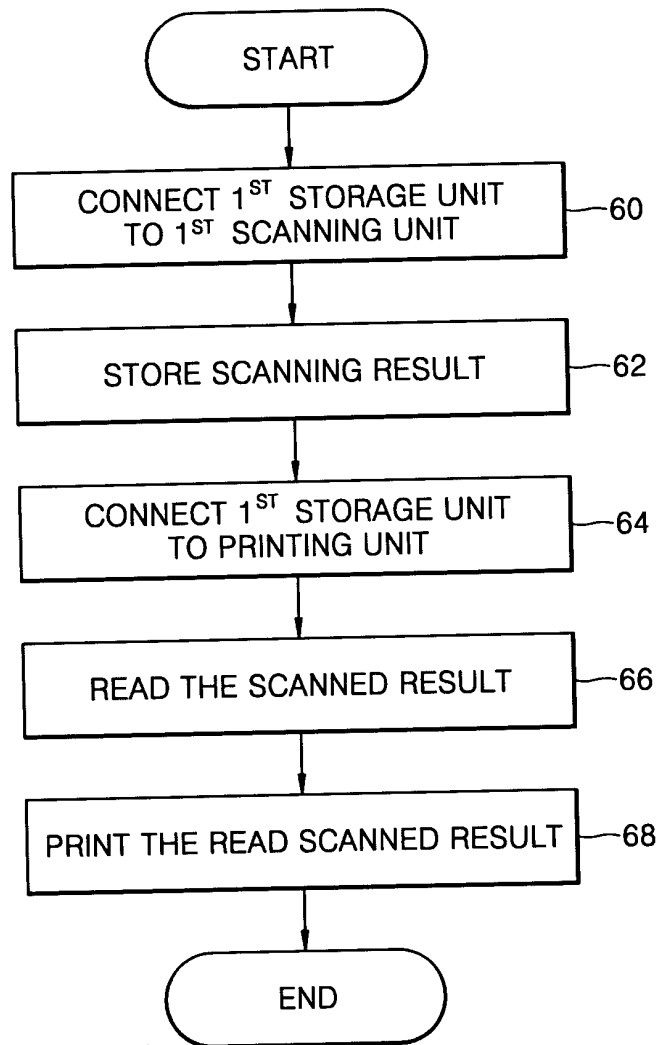 START
CONNECT 1ST STORAGE UNIT
TO 1ST SCANNING UNIT
60
STORE SCANNING RESULT
62
CONNECT 1ST STORAGE UNIT
TO PRINTING UNIT
64
READ THE SCANNED RESULT
66
PRINT THE READ SCANNED RESULT
68
END